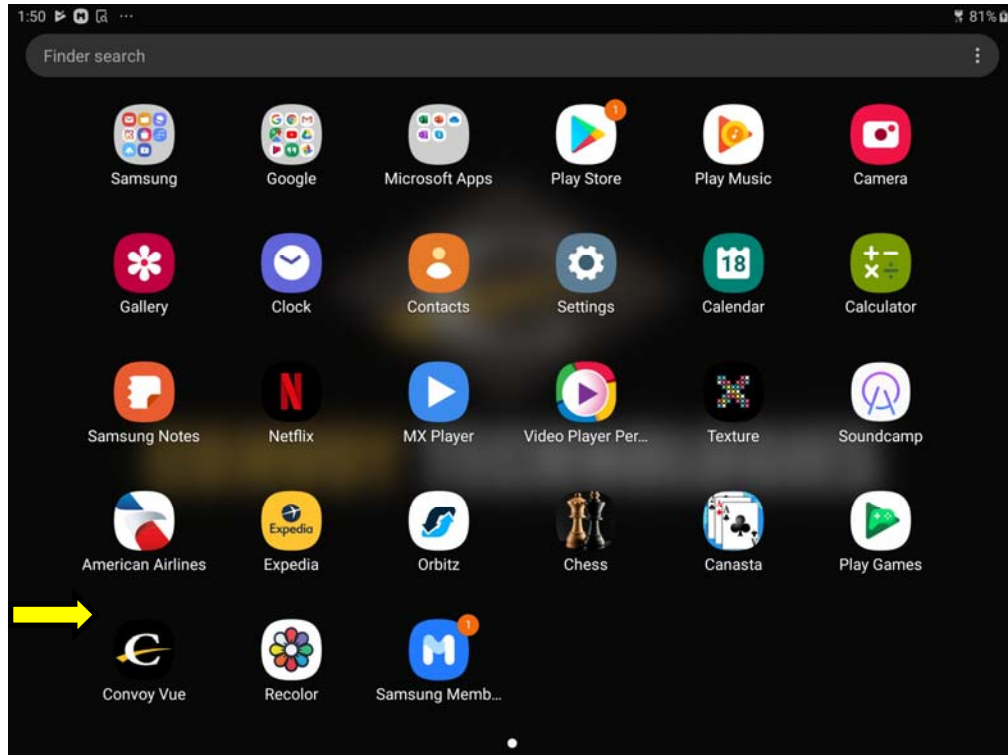 1:50 ... 81%
Finder search
Samsung Google Microsoft Apps Play Store Play Music Camera
1
Gallery Clock Contacts Settings Calendar Calculator
18
Samsung Notes Netflix MX Player Video Player Per... Texture Soundcamp
N
American Airlines Expedia Orbitz Chess Canasta Play Games
Expedia
Convoy Vue Recolor Samsung Memb...
1